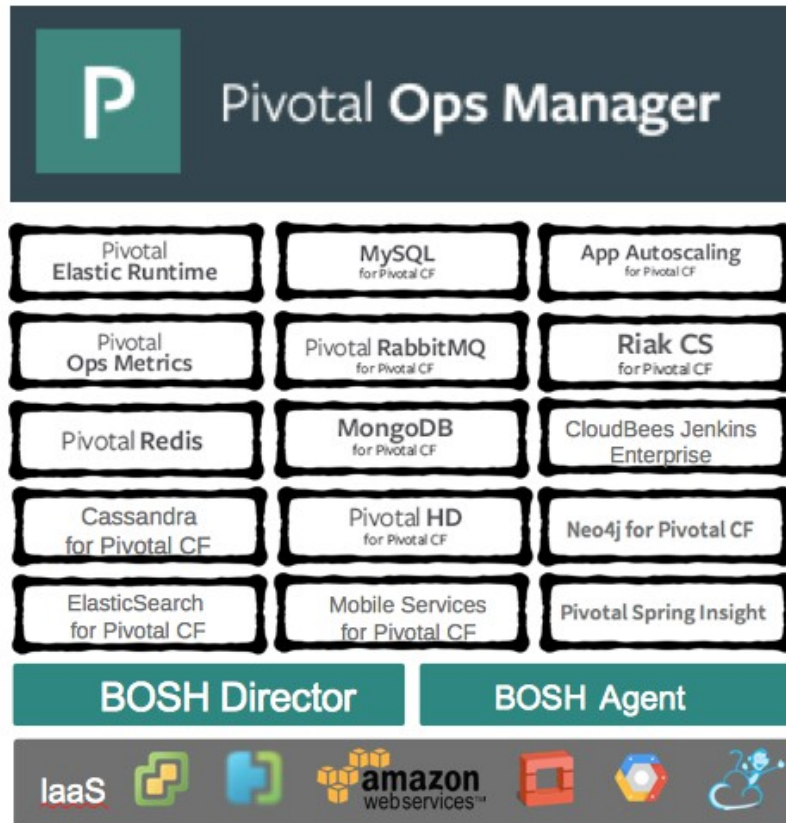 P
Pivotal Ops Manager
Pivotal
Elastic Runtime
MySQL
for Pivotal CF
App Autoscaling
for Pivotal CF
Pivotal
Ops Metrics
Pivotal RabbitMQ
for Pivotal CF
Riak CS
for Pivotal CF
Pivotal Redis
MongoDB
for Pivotal CF
CloudBees Jenkins
Enterprise
Cassandra
for Pivotal CF
Pivotal HD
for Pivotal CF
Neo4j for Pivotal CF
ElasticSearch
for Pivotal CF
Mobile Services
for Pivotal CF
Pivotal Spring Insight
BOSH Director
BOSH Agent
IaaS
amazon
webservices™